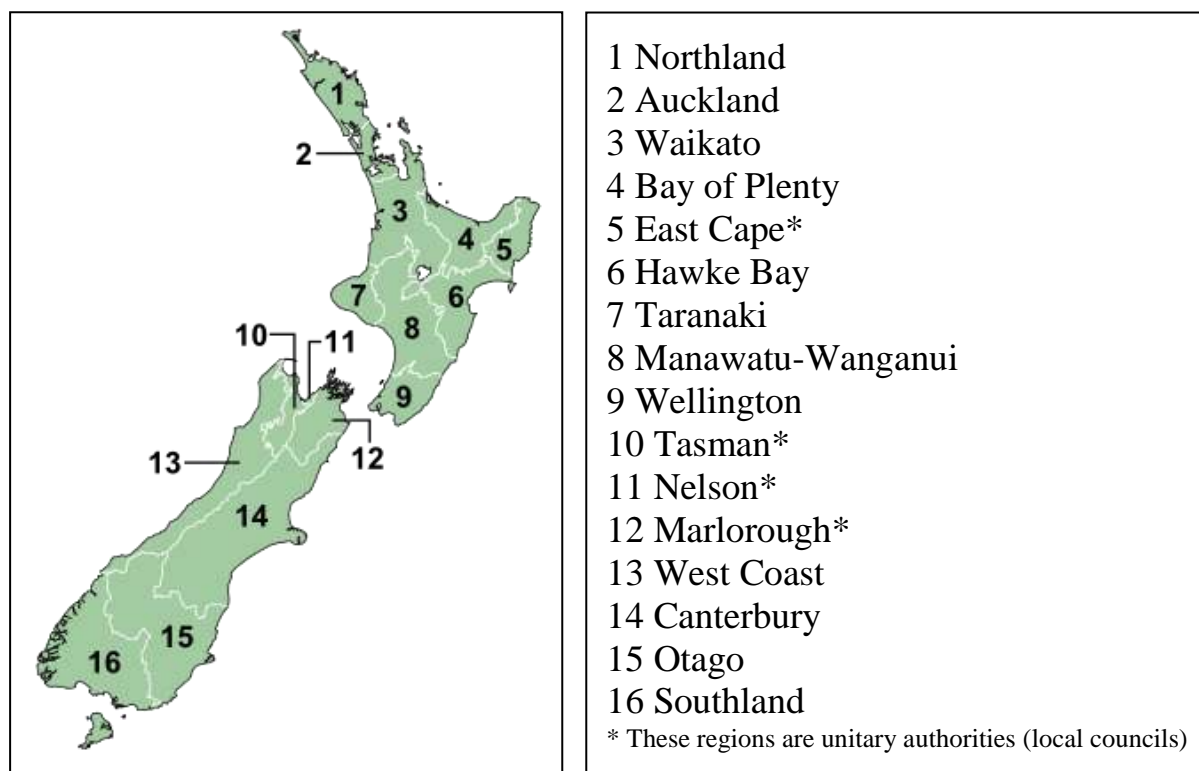 1
2
3
4
5
6
7
8
10
11
9
12
13
14
15
16
1 Northland
2 Auckland
3 Waikato
4 Bay of Plenty
5 East Cape*
6 Hawke Bay
7 Taranaki
8 Manawatu-Wanganui
9 Wellington
10 Tasman*
11 Nelson*
12 Marlorough*
13 West Coast
14 Canterbury
15 Otago
16 Southland
* These regions are unitary authorities (local councils)